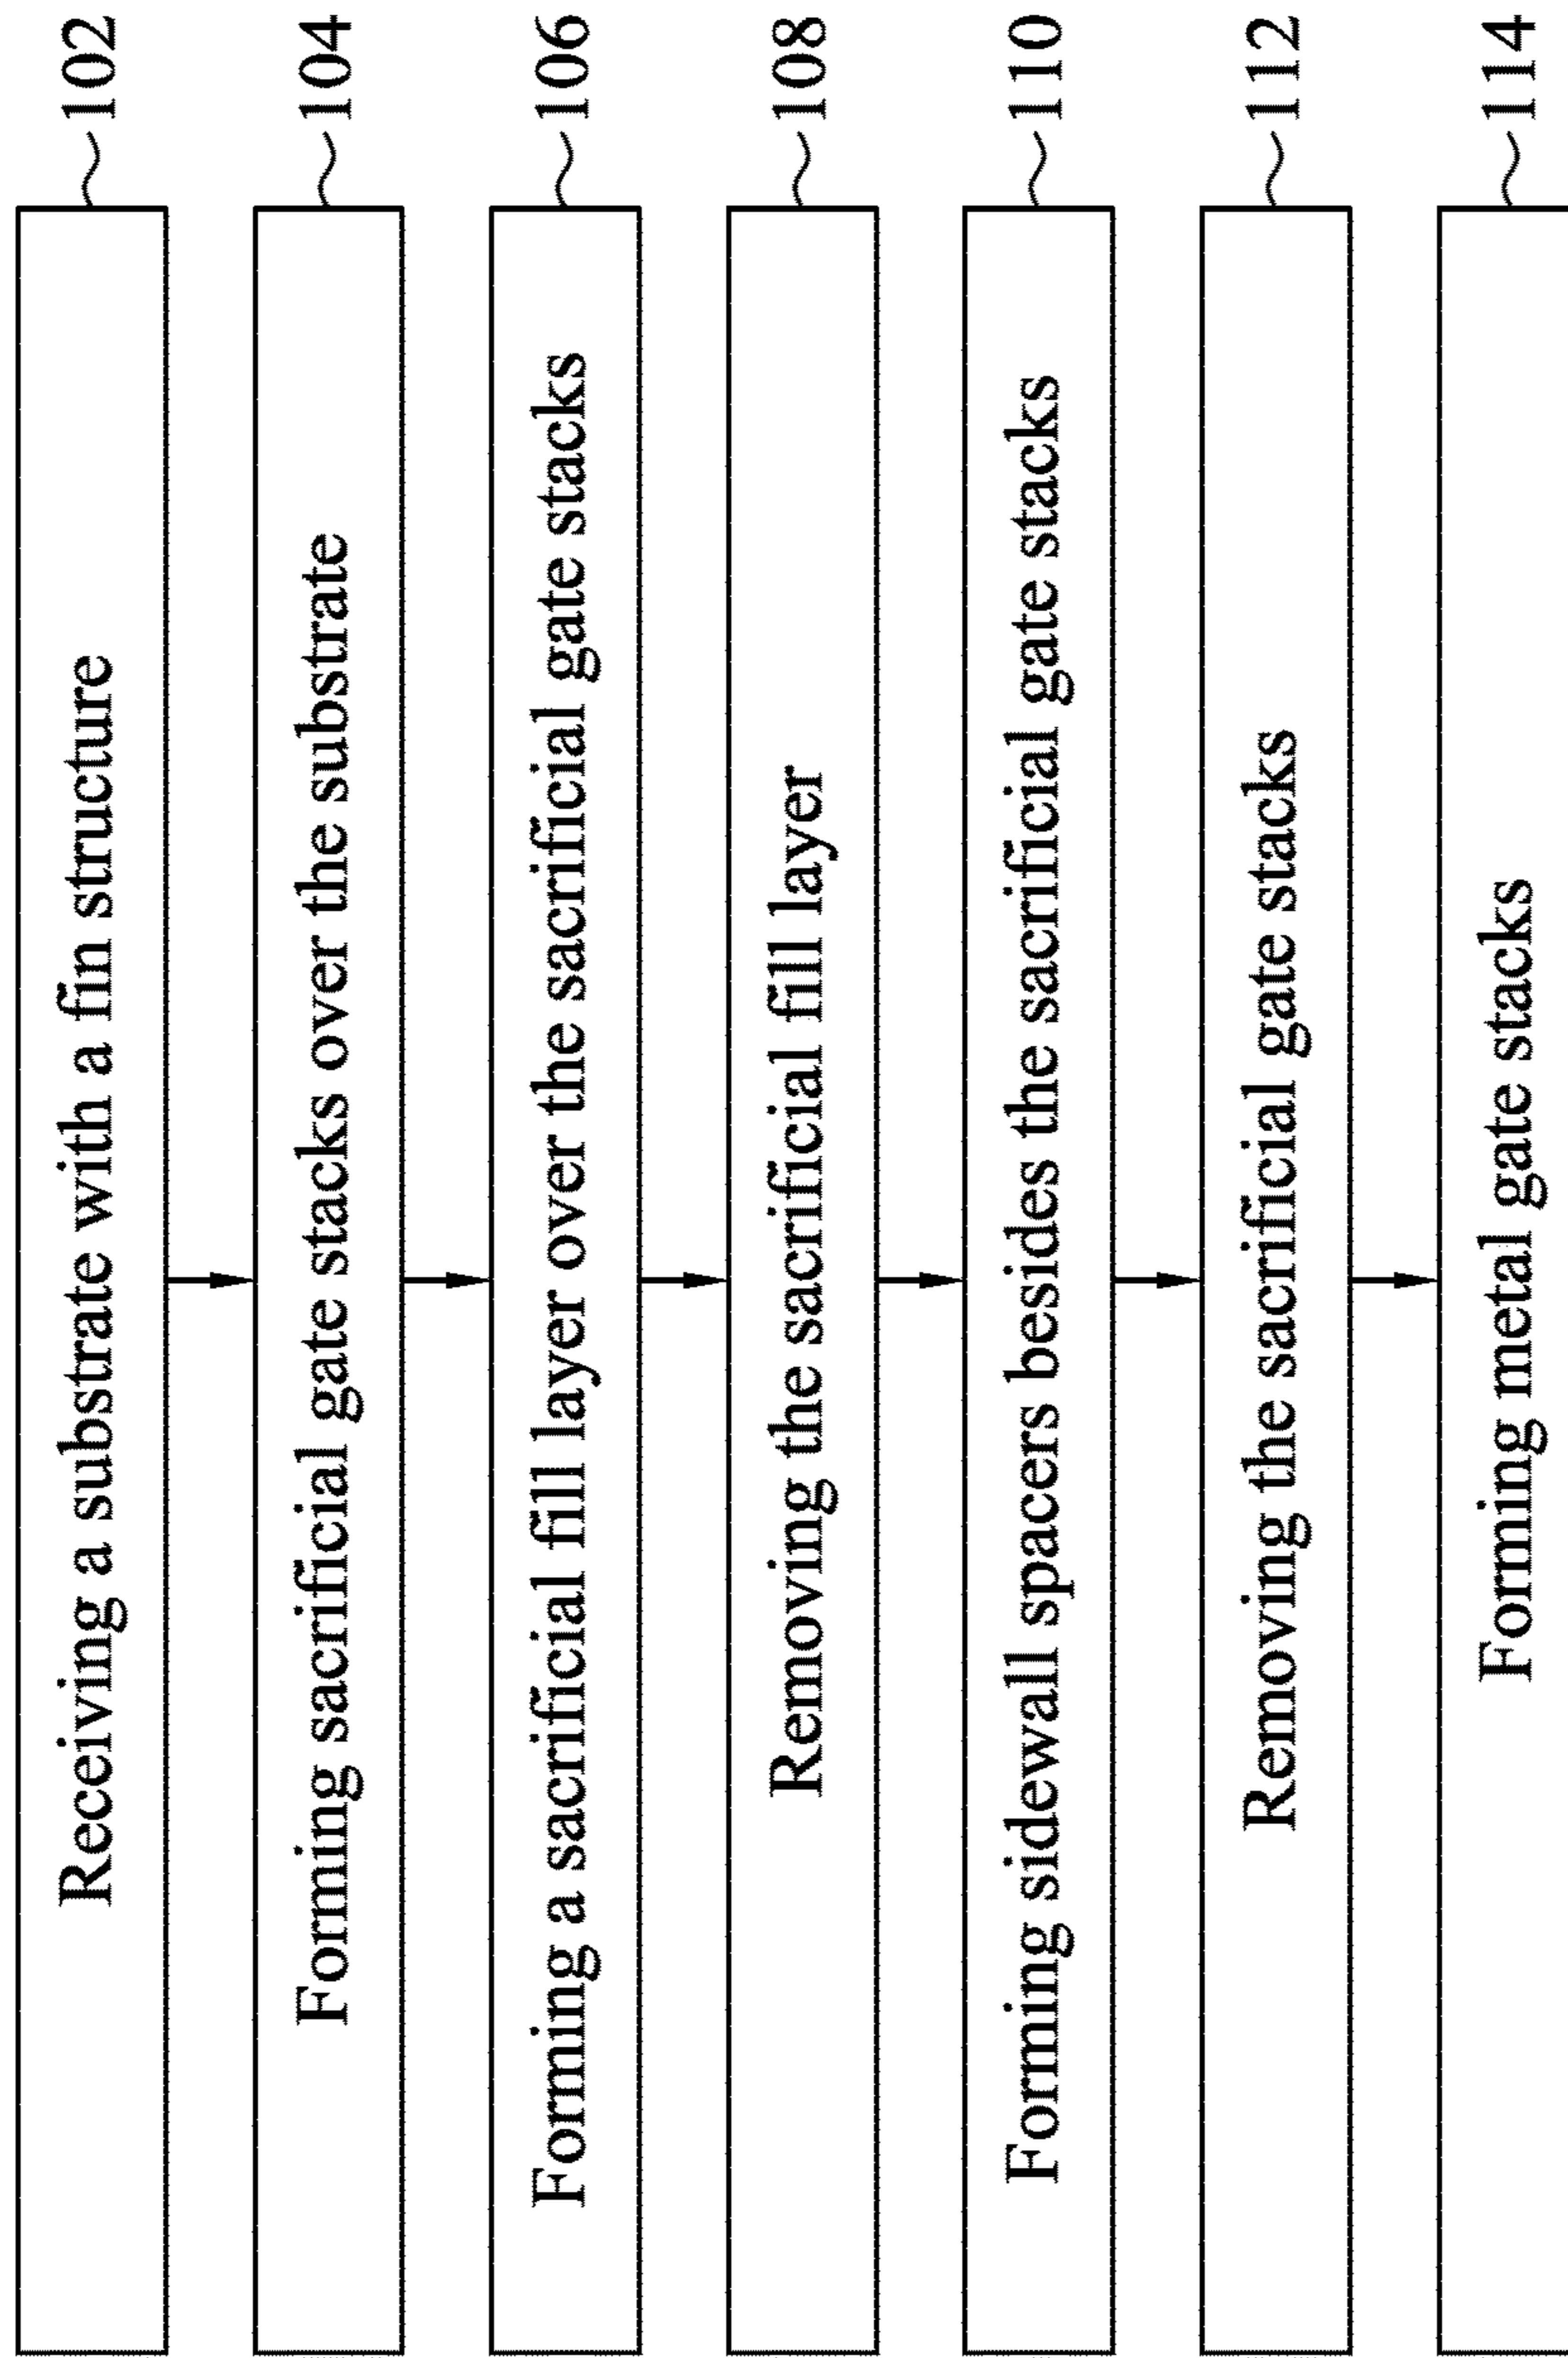 Receiving a substrate with a fin structure 102
Forming sacrificial gate stacks over the substrate 104
Forming a sacrificial fill layer over the sacrificial gate stacks 106
Removing the sacrificial fill layer 108
Forming sidewall spacers besides the sacrificial gate stacks 110
Removing the sacrificial gate stacks 112
Forming metal gate stacks 114